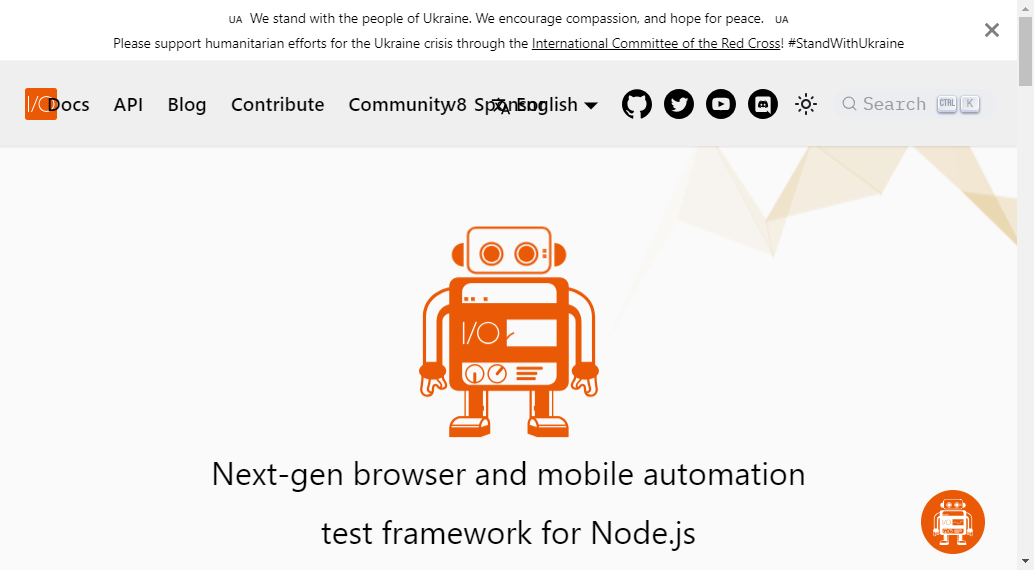 UA We stand with the people of Ukraine. We encourage compassion, and hope for peace. UA
Please support humanitarian efforts for the Ukraine crisis through the International Committee of the Red Cross! #StandWithUkraine
I/O Docs API Blog Contribute Community v8 Sponsor English Search CTRL K
I/O
Next-gen browser and mobile automation
test framework for Node.js